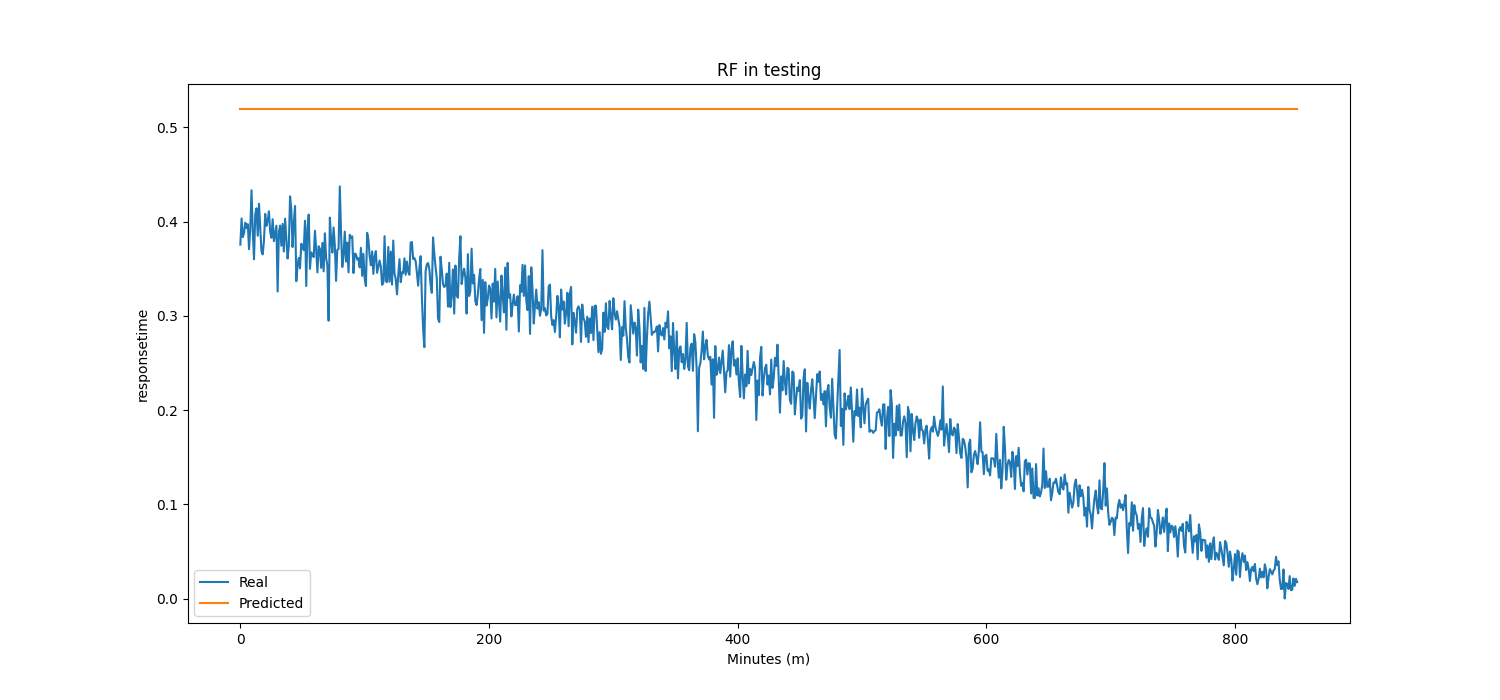 RF in testing
responsetime
0.5
0.4
0.3
0.2
0.1
0.0
Real
Predicted
0 200 400 600 800
Minutes (m)